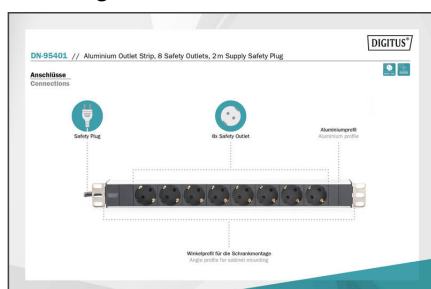 DIGITUS®
DN-95401 // Aluminium Outlet Strip, 8 Safety Outlets, 2 m Supply Safety Plug
Anschlüsse
Connections
Safety Plug
8x Safety Outlet
Aluminiumprofil
Aluminium profile
Winkelprofil für die Schrankmontage
Angle profile for cabinet mounting